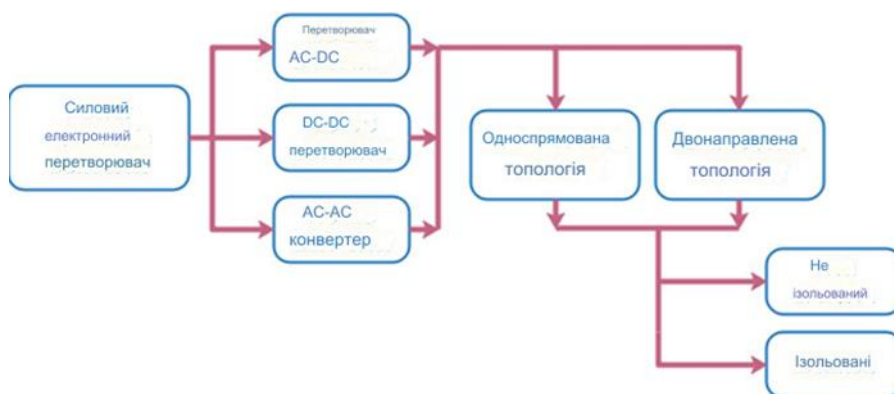 Силовий
електронний
перетворювач
Перетворювач
AC-DC
DC-DC
перетворювач
AC-AC
конвертер
Односпрямована
топологія
Двонаправлена
топологія
Не
ізольований
Ізольовані